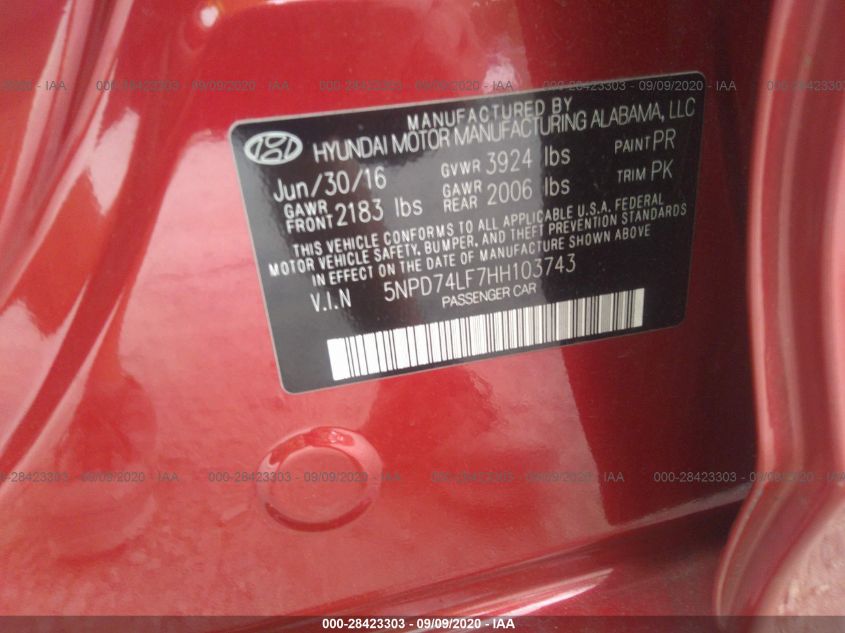 000-28423303 - 09/09/2020 - IAA
MANUFACTURED BY
HYUNDAI MOTOR MANUFACTURING ALABAMA, LLC
Jun/30/16 GVWR 3924 lbs PAINT PR
GAWR FRONT 2183 lbs GAWR REAR 2006 lbs TRIM PK
THIS VEHICLE CONFORMS TO ALL APPLICABLE U.S.A. FEDERAL
MOTOR VEHICLE SAFETY, BUMPER, AND THEFT PREVENTION STANDARDS
IN EFFECT ON THE DATE OF MANUFACTURE SHOWN ABOVE
V.I.N 5NPD74LF7HH103743
PASSENGER CAR
000-28423303 - 09/09/2020 - IAA
000-28423303 - 09/09/2020 - IAA